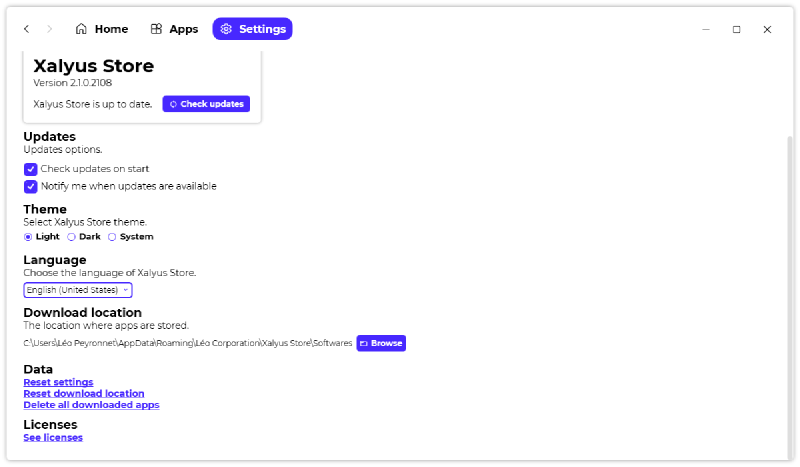 Home Apps Settings
Xalyus Store
Version 2.1.0.2108
Xalyus Store is up to date. Check updates
Updates
Updates options.
Check updates on start
Notify me when updates are available
Theme
Select Xalyus Store theme.
Light Dark System
Language
Choose the language of Xalyus Store.
English (United States)
Download location
The location where apps are stored.
C:\Users\Léo Peyronnet\AppData\Roaming\Léo Corporation\Xalyus Store\Softwares Browse
Data
Reset settings
Reset download location
Delete all downloaded apps
Licenses
See licenses